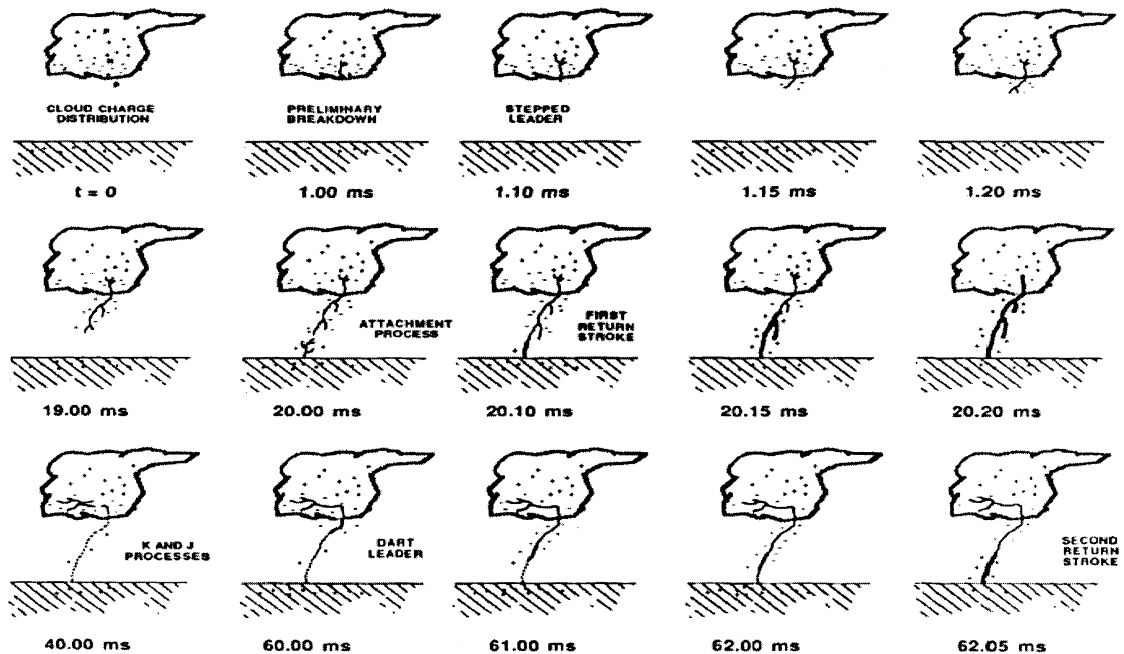 CLOUD CHARGE
DISTRIBUTION
PRELIMINARY
BREAKDOWN
STEPPED
LEADER
t = 0
1.00 ms
1.10 ms
1.15 ms
1.20 ms
ATTACHMENT
PROCESS
FIRST
RETURN
STROKE
19.00 ms
20.00 ms
20.10 ms
20.15 ms
20.20 ms
K AND J
PROCESSES
DART
LEADER
SECOND
RETURN
STROKE
40.00 ms
60.00 ms
61.00 ms
62.00 ms
62.05 ms